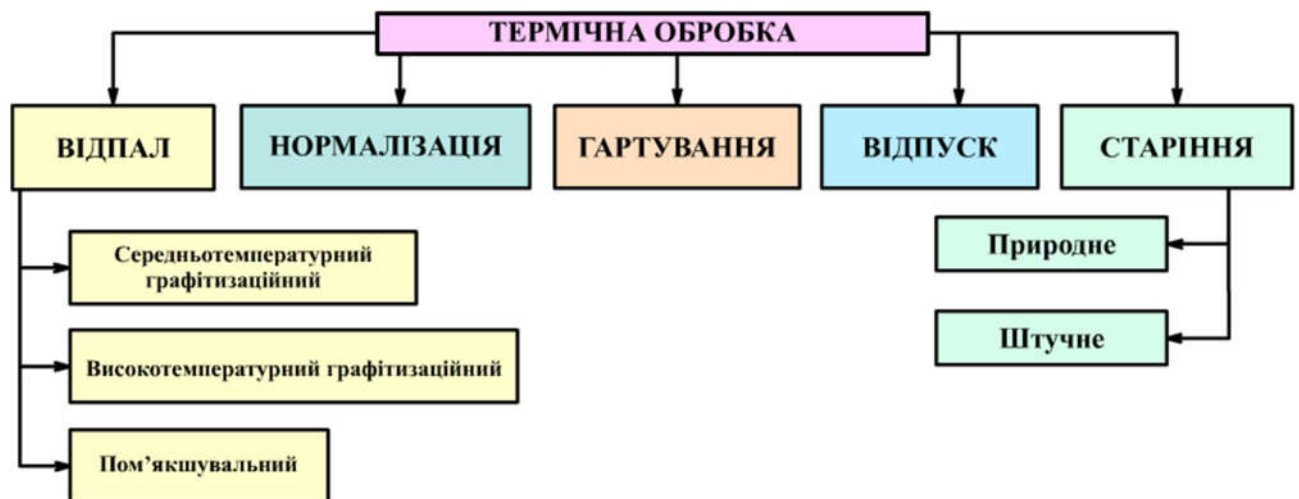 ТЕРМІЧНА ОБРОБКА
ВІДПАЛ
НОРМАЛІЗАЦІЯ
ГАРТУВАННЯ
ВІДПУСК
СТАРІННЯ
Середньотемпературний
графітизаційний
Високотемпературний графітизаційний
Пом’якшувальний
Природне
Штучне